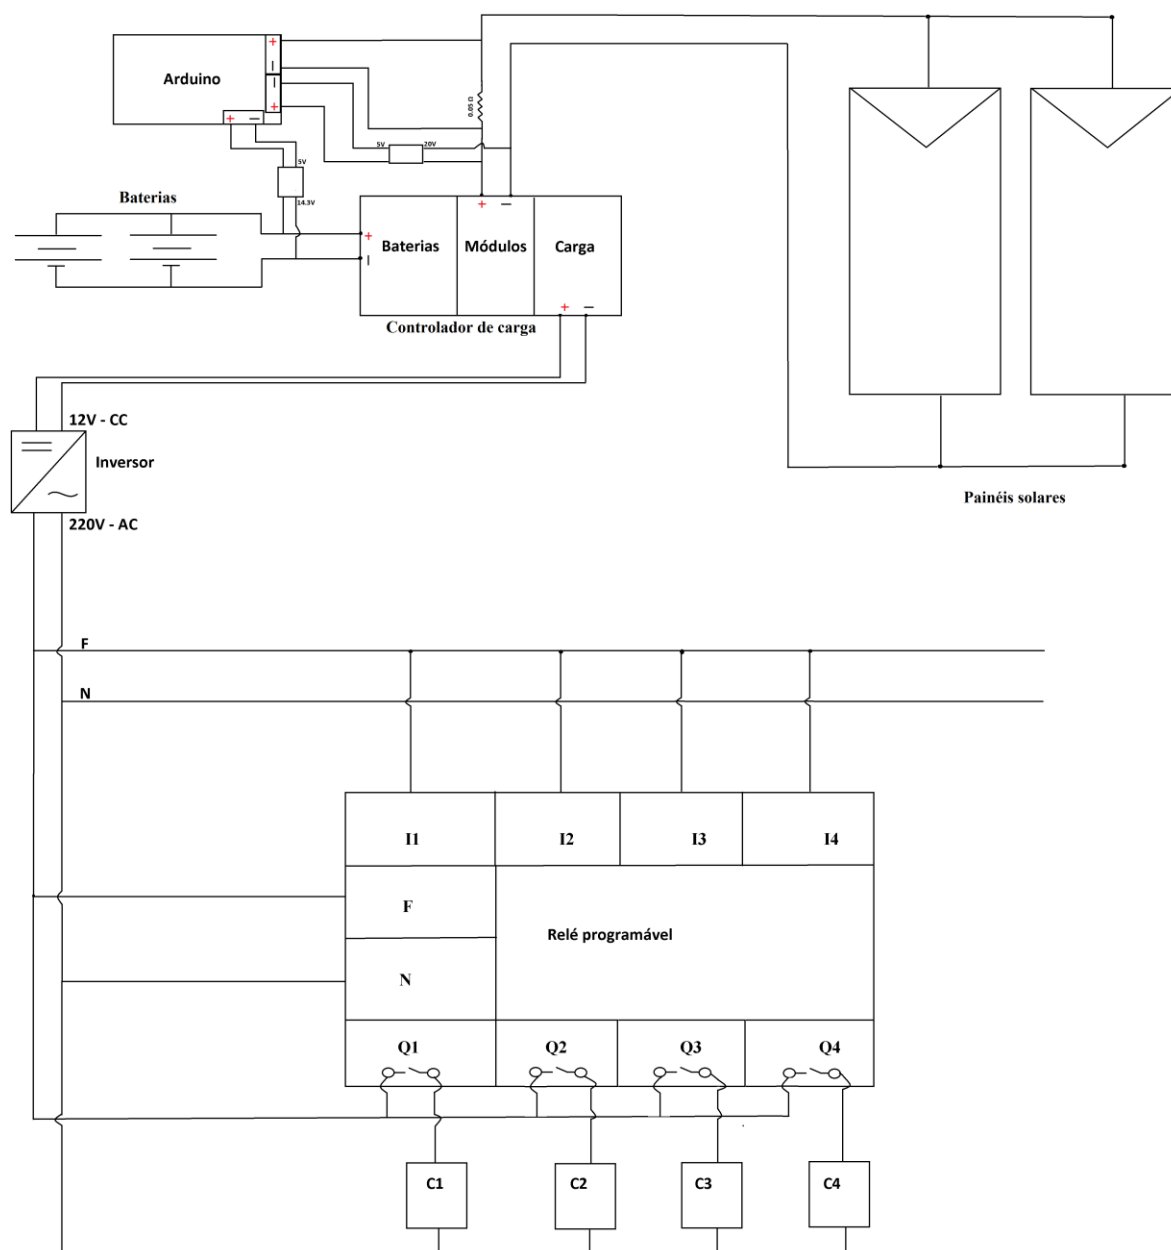 +
Arduino
+
+
0.05 Ω
5V 20V
5V
14.3V
Baterias
+
Baterias
+
Módulos
Carga
+
Controlador de carga
12V - CC
Inversor
220V - AC
Painéis solares
F
N
I1 I2 I3 I4
F
Relé programável
N
Q1 Q2 Q3 Q4
C1 C2 C3 C4